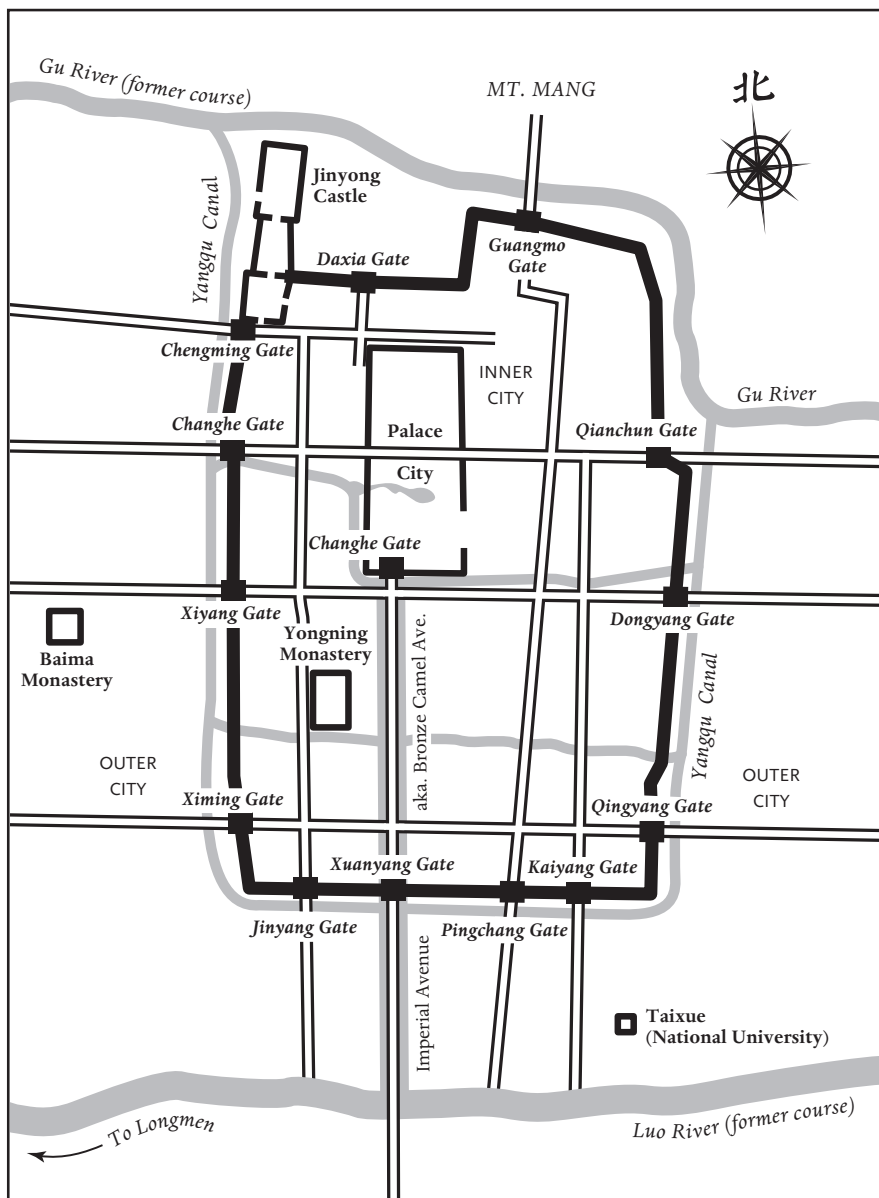 Gu River (former course)
MT. MANG
北
Jinyong
Castle
Yangqu Canal
Daxia Gate
Guangmo
Gate
Chengming Gate
INNER
CITY
Gu River
Changhe Gate
Palace
City
Qianchun Gate
Changhe Gate
Xiyang Gate
Dongyang Gate
Yongning
Monastery
Baima
Monastery
aka. Bronze Camel Ave.
Yangqu Canal
OUTER
CITY
OUTER
CITY
Ximing Gate
Qingyang Gate
Xuanyang Gate
Kaiyang Gate
Jinyang Gate
Pingchang Gate
Imperial Avenue
Taixue
(National University)
To Longmen
Luo River (former course)